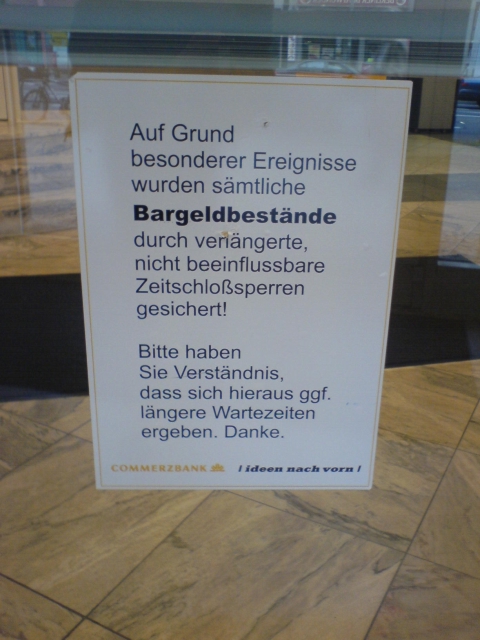 Auf Grund
besonderer Ereignisse
wurden sämtliche
Bargeldbestände
durch verlängerte,
nicht beeinflussbare
Zeitschloßsperren
gesichert!
Bitte haben
Sie Verständnis,
dass sich hieraus ggf.
längere Wartezeiten
ergeben. Danke.
COMMERZBANK / ideen nach vorn /